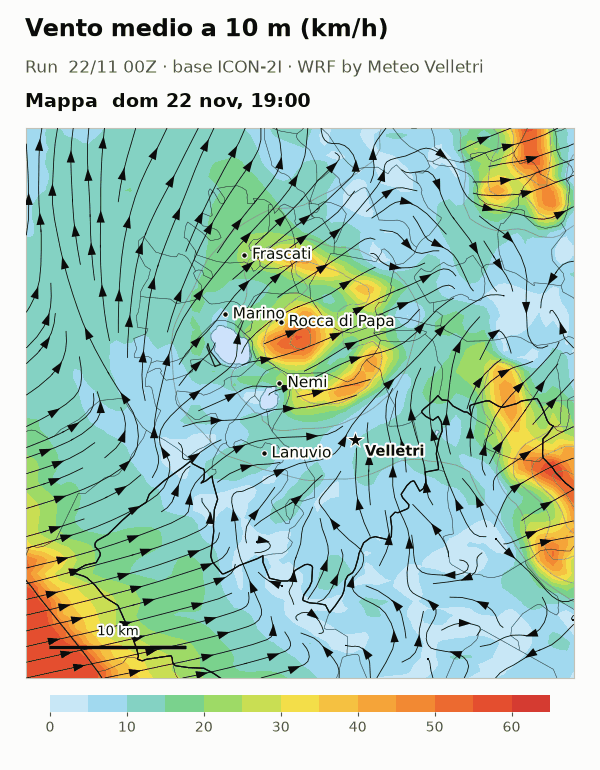 Vento medio a 10 m (km/h)
Run  22/11 00Z · base ICON-2I · WRF by Meteo Velletri
Mappa  dom 22 nov, 19:00
Frascati
Marino
Rocca di Papa
Nemi
Lanuvio
Velletri
10 km
0 10 20 30 40 50 60